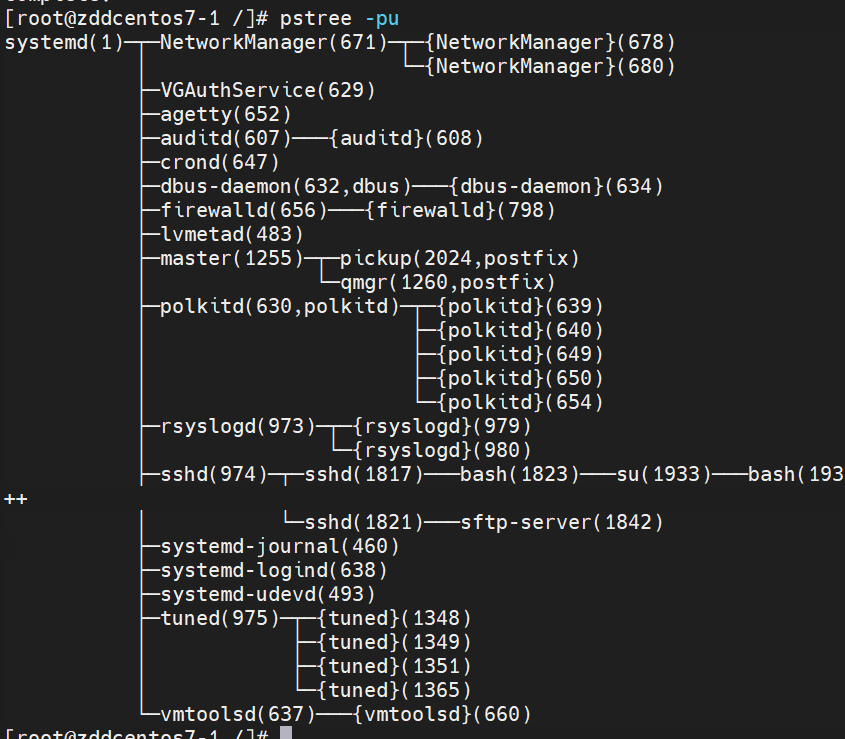 [root@zddcentos7-1 /]# pstree -pu
systemd(1)─┬─NetworkManager(671)─┬─{NetworkManager}(678)
           │                     └─{NetworkManager}(680)
           ├─VGAuthService(629)
           ├─agetty(652)
           ├─auditd(607)───{auditd}(608)
           ├─crond(647)
           ├─dbus-daemon(632,dbus)───{dbus-daemon}(634)
           ├─firewalld(656)───{firewalld}(798)
           ├─lvmetad(483)
           ├─master(1255)─┬─pickup(2024,postfix)
           │              └─qmgr(1260,postfix)
           ├─polkitd(630,polkitd)─┬─{polkitd}(639)
           │                      ├─{polkitd}(640)
           │                      ├─{polkitd}(649)
           │                      ├─{polkitd}(650)
           │                      └─{polkitd}(654)
           ├─rsyslogd(973)─┬─{rsyslogd}(979)
           │               └─{rsyslogd}(980)
           ├─sshd(974)─┬─sshd(1817)───bash(1823)───su(1933)───bash(193
++
           │           └─sshd(1821)───sftp-server(1842)
           ├─systemd-journal(460)
           ├─systemd-logind(638)
           ├─systemd-udevd(493)
           ├─tuned(975)─┬─{tuned}(1348)
           │            ├─{tuned}(1349)
           │            ├─{tuned}(1351)
           │            └─{tuned}(1365)
           └─vmtoolsd(637)───{vmtoolsd}(660)
[root@zddcentos7-1 /]#